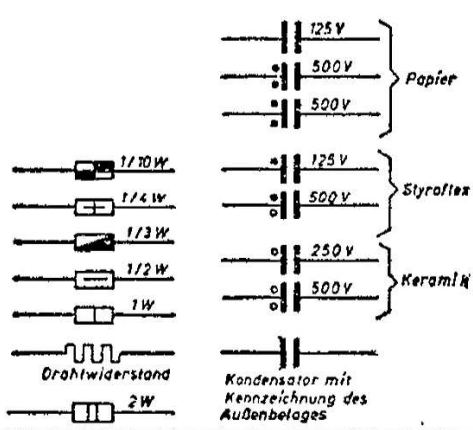 1/10 W
1/4 W
1/3 W
1/2 W
1 W
Drahtwiderstand
2 W
125 V
500 V
500 V
Papier
125 V
500 V
Styroflex
250 V
500 V
Keramik
Kondensator mit
Kennzeichnung des
Außenbelages